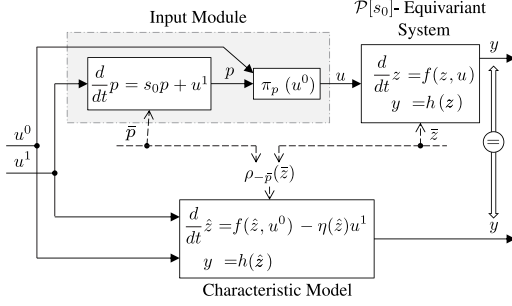 Input Module
𝒫[s₀]- Equivariant
System
d/dt p = s₀p + u¹
p
π_p (u⁰)
u
d/dt z = f(z, u)
y = h(z)
y
u⁰
u¹
p̄
z̄
=
ρ_{-p̄}(z̄)
d/dt ẑ = f(ẑ, u⁰) − η(ẑ)u¹
y = h(ẑ)
y
Characteristic Model